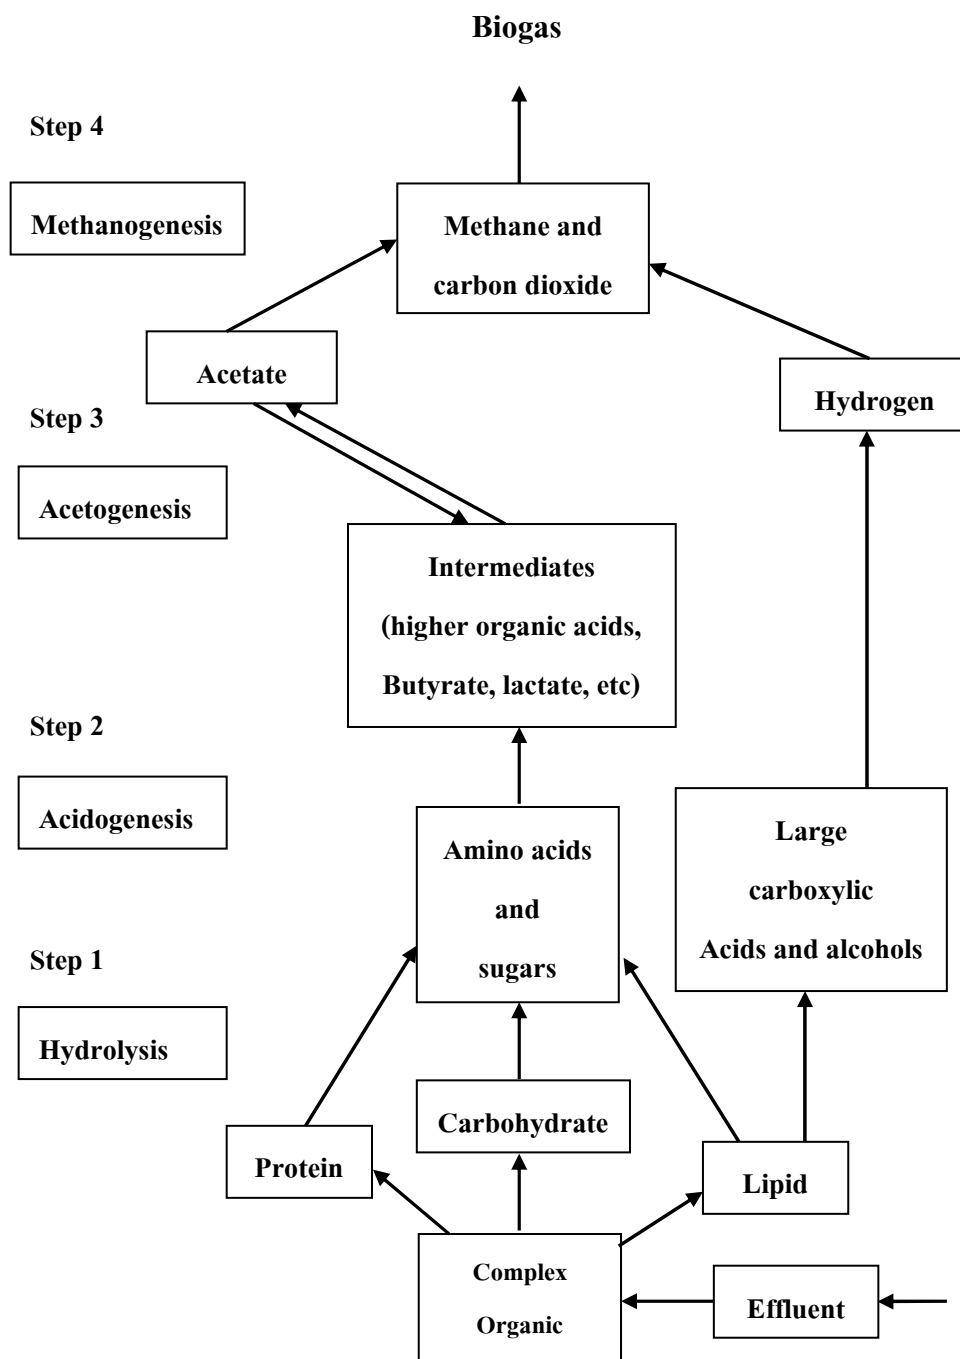 Biogas
Step 4
Methanogenesis
Methane and
carbon dioxide
Acetate
Hydrogen
Step 3
Acetogenesis
Intermediates
(higher organic acids,
Butyrate, lactate, etc)
Step 2
Acidogenesis
Amino acids
and
sugars
Large
carboxylic
Acids and alcohols
Step 1
Hydrolysis
Carbohydrate
Protein
Lipid
Complex
Organic
Effluent